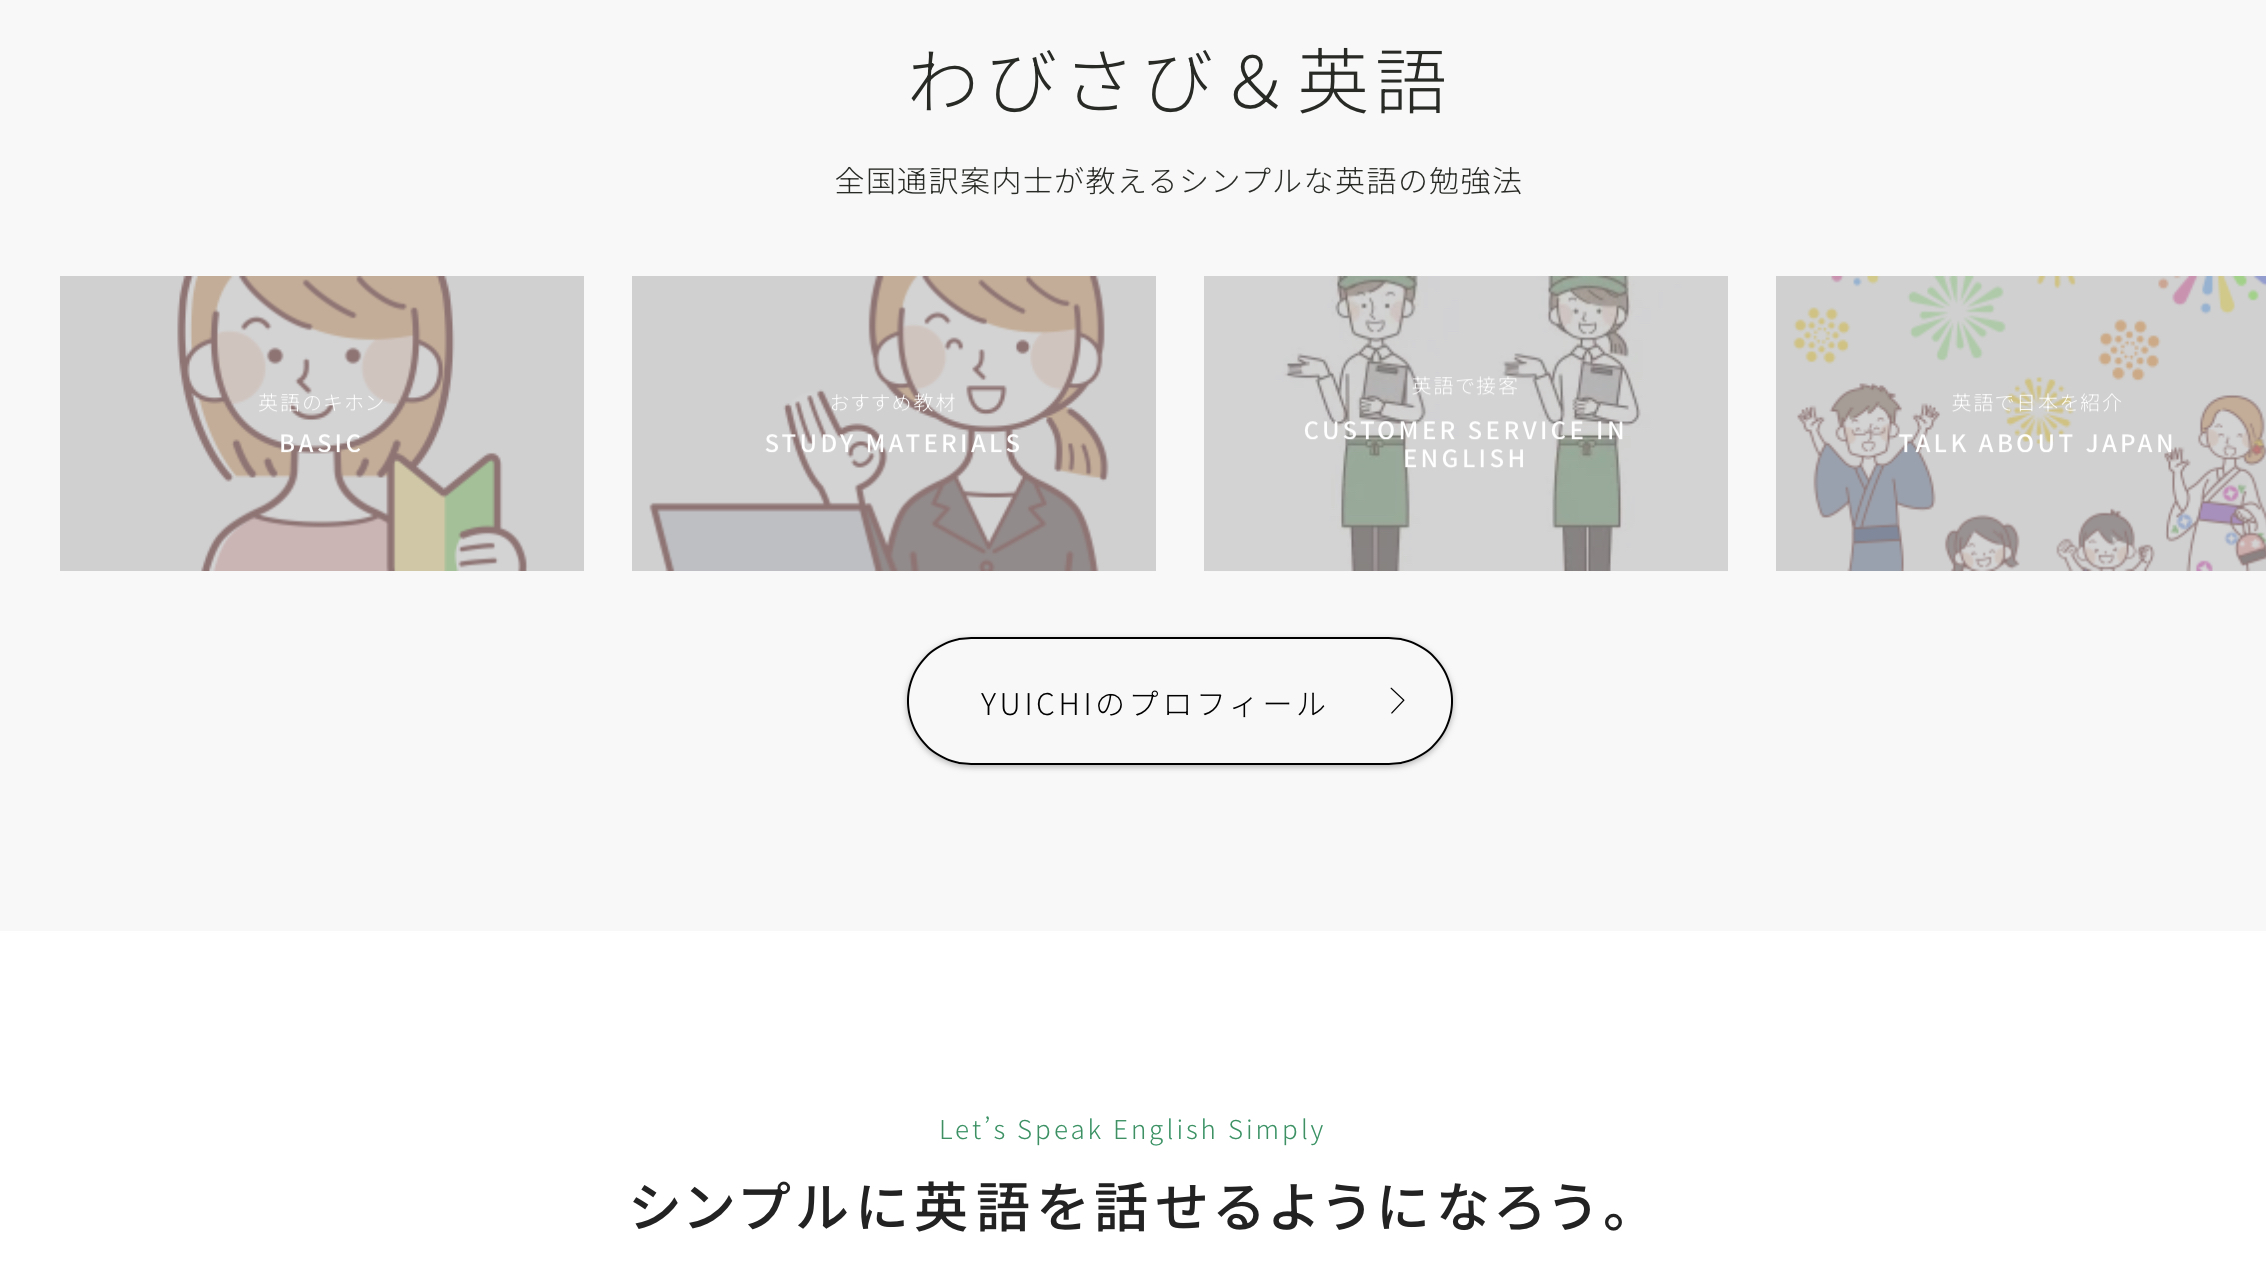 わびさび＆英語
全国通訳案内士が教えるシンプルな英語の勉強法
英語のキホン
BASIC
おすすめ教材
STUDY MATERIALS
英語で接客
CUSTOMER SERVICE IN
ENGLISH
英語で日本を紹介
TALK ABOUT JAPAN
YUICHIのプロフィール
Let’s Speak English Simply
シンプルに英語を話せるようになろう。